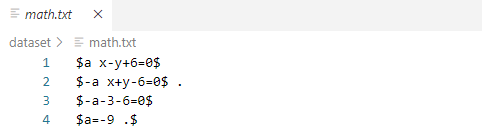 math.txt
dataset > math.txt
1 $a x-y+6=0$
2 $-a x+y-6=0$ .
3 $-a-3-6=0$
4 $a=-9 .$